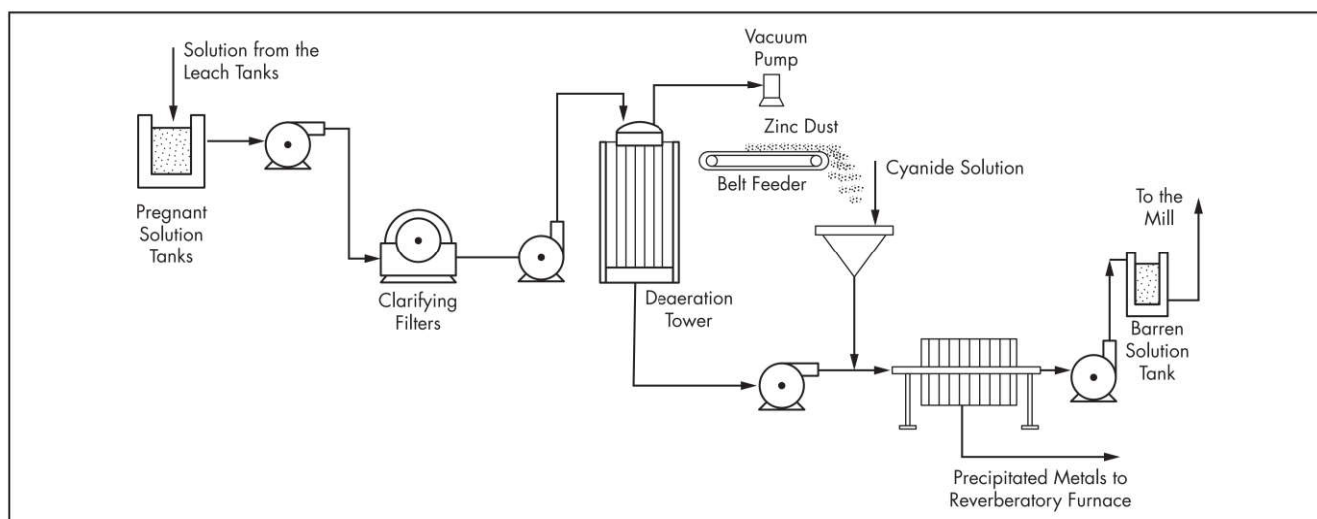 Solution from the
Leach Tanks
Pregnant
Solution
Tanks
Clarifying
Filters
Vacuum
Pump
Zinc Dust
Belt Feeder
Cyanide Solution
Deaeration
Tower
To the
Mill
Barren
Solution
Tank
Precipitated Metals to
Reverberatory Furnace